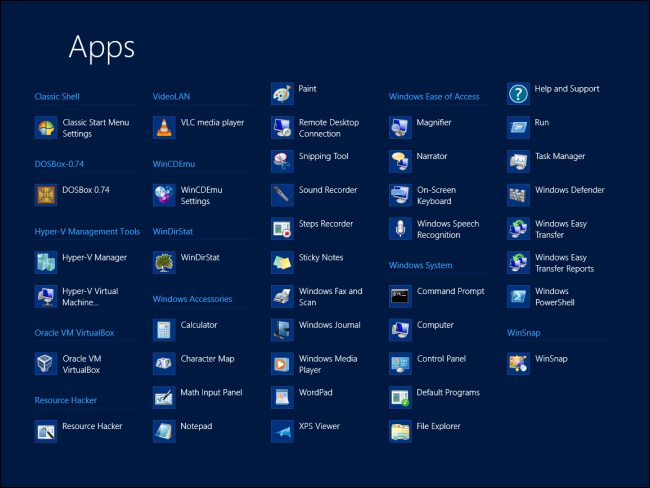 Apps
Classic Shell
Classic Start Menu
Settings
DOSBox-0.74
DOSBox 0.74
Hyper-V Management Tools
Hyper-V Manager
Hyper-V Virtual
Machine...
Oracle VM VirtualBox
Oracle VM
VirtualBox
Resource Hacker
Resource Hacker
VideoLAN
VLC media player
WinCDEmu
WinCDEmu
Settings
WinDirStat
WinDirStat
Windows Accessories
Calculator
Character Map
Math Input Panel
Notepad
Paint
Remote Desktop
Connection
Snipping Tool
Sound Recorder
Steps Recorder
Sticky Notes
Windows Fax and
Scan
Windows Journal
Windows Media
Player
WordPad
XPS Viewer
Windows Ease of Access
Magnifier
Narrator
On-Screen
Keyboard
Windows Speech
Recognition
Windows System
Command Prompt
Computer
Control Panel
Default Programs
File Explorer
Help and Support
Run
Task Manager
Windows Defender
Windows Easy
Transfer
Windows Easy
Transfer Reports
Windows
PowerShell
WinSnap
WinSnap